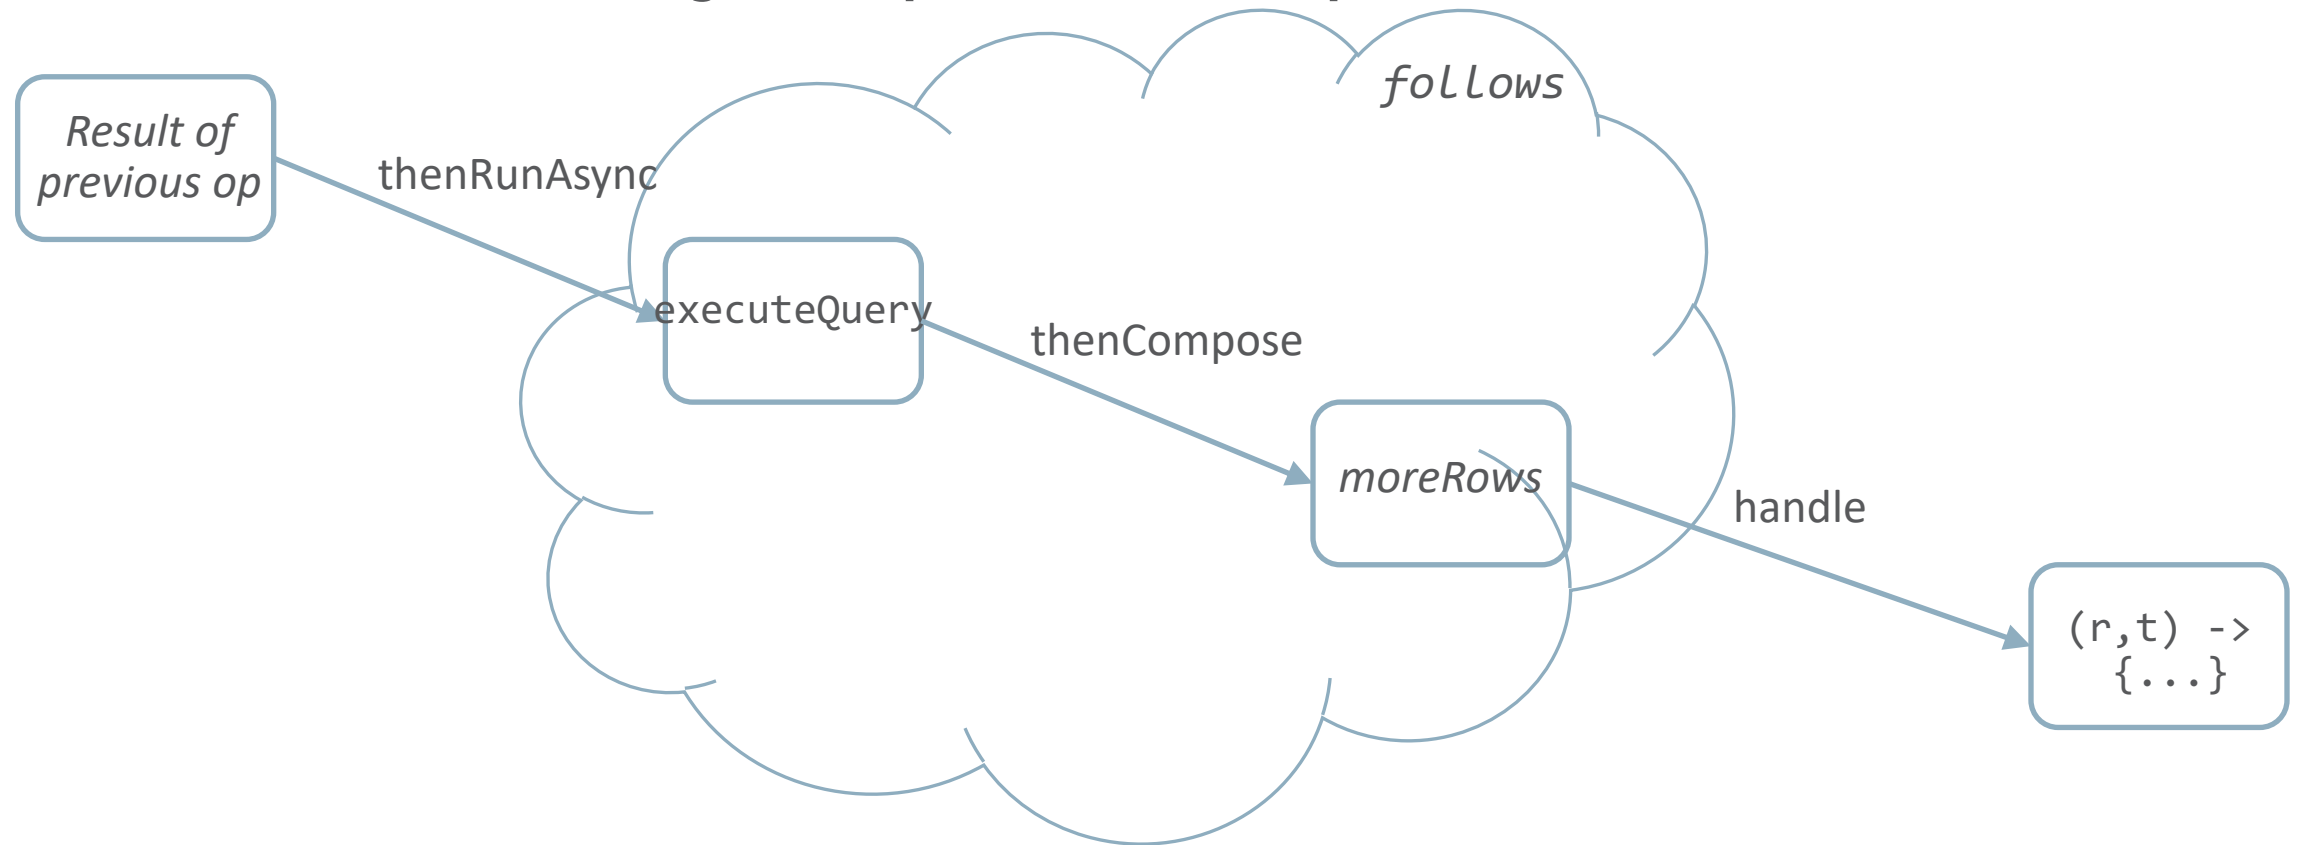 follows
Result of
previous op
thenRunAsync
executeQuery
thenCompose
moreRows
handle
(r,t) ->
{...}